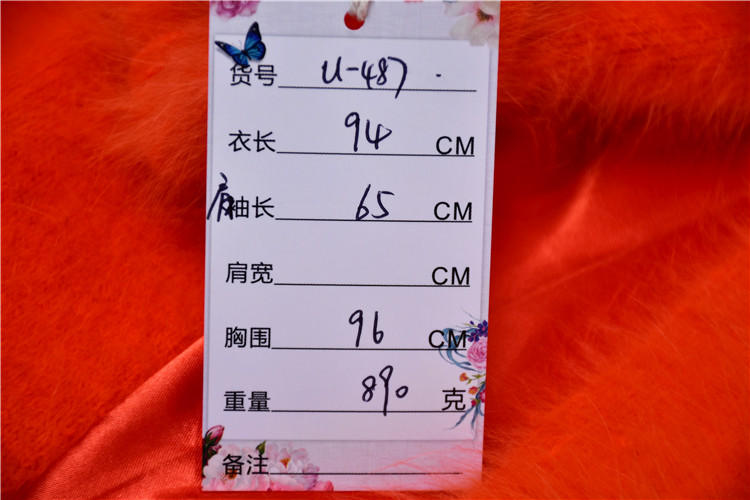 货号 U-487
衣长 94 CM
肩袖长 65 CM
肩宽 CM
胸围 96 CM
重量 890 克
备注